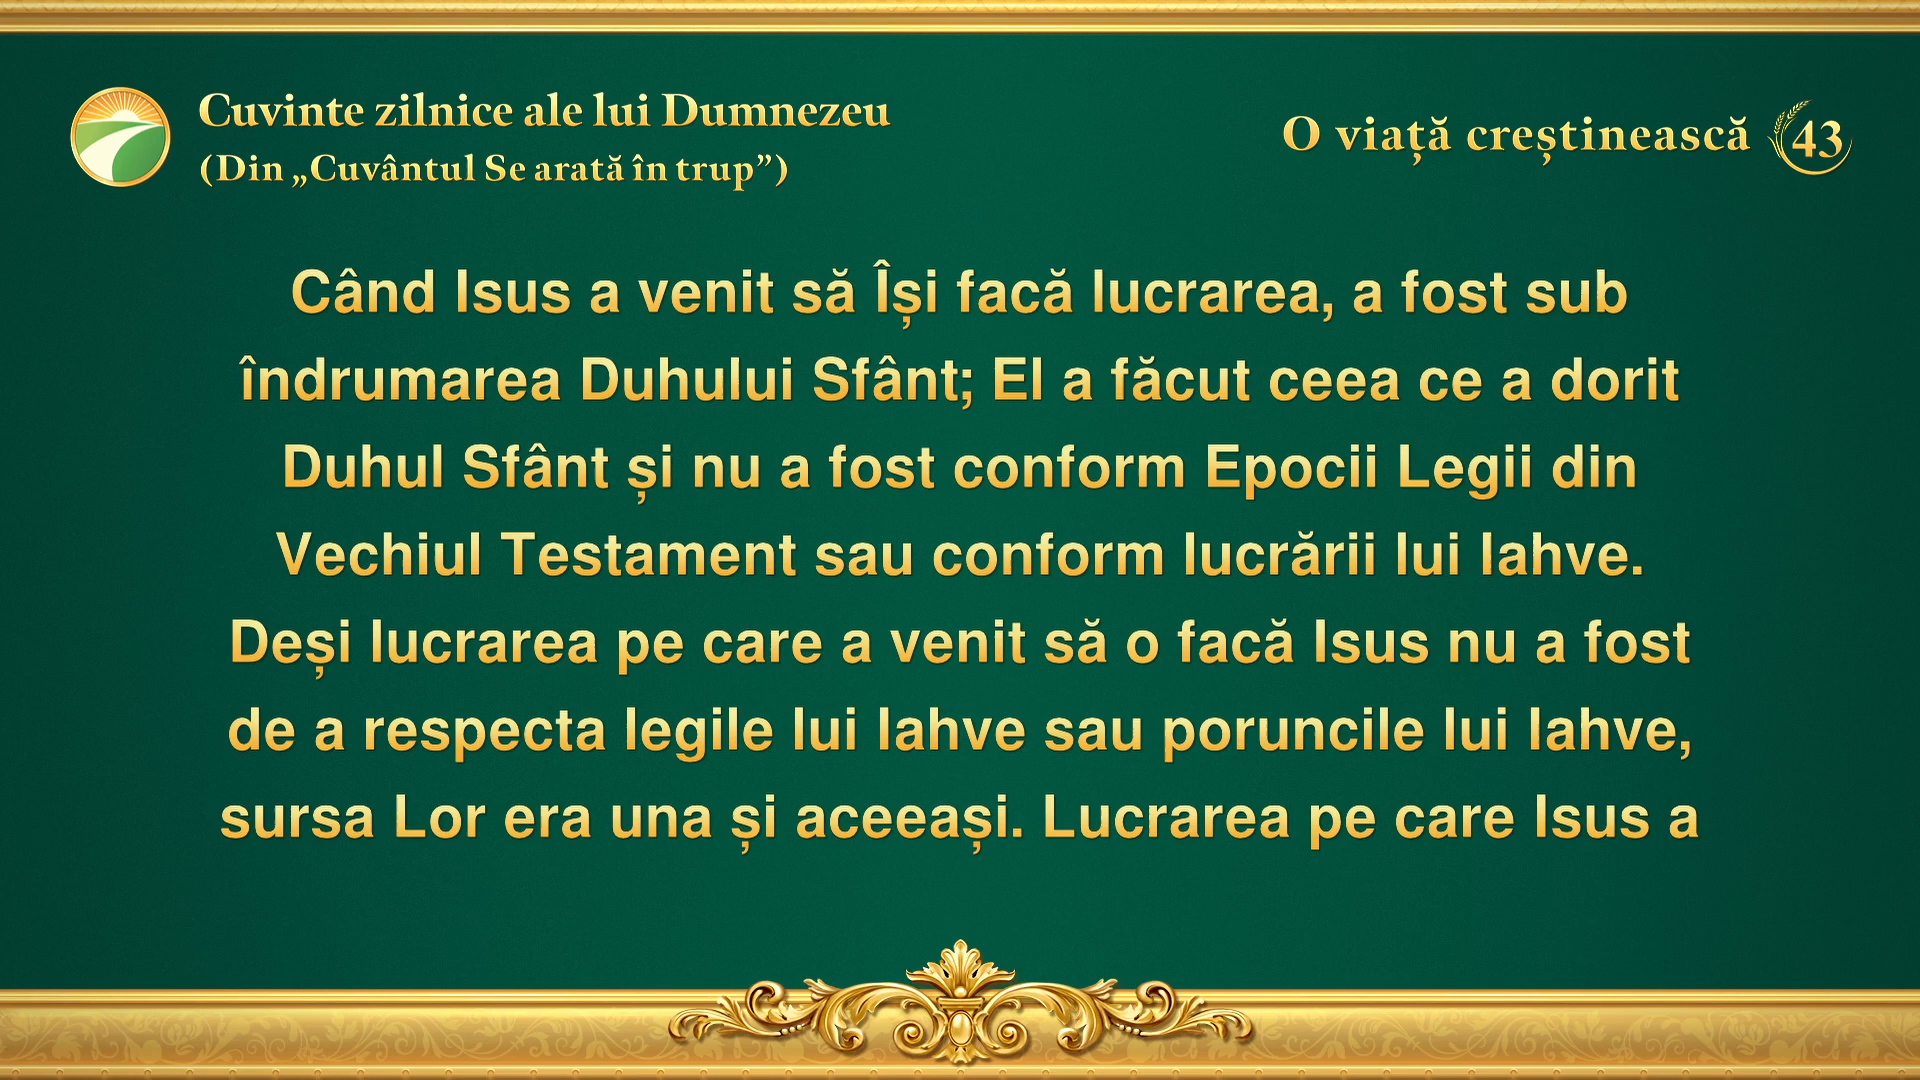 Cuvinte zilnice ale lui Dumnezeu
(Din „Cuvântul Se arată în trup”)
O viață creștinească 43
Când Isus a venit să Își facă lucrarea, a fost sub
îndrumarea Duhului Sfânt; El a făcut ceea ce a dorit
Duhul Sfânt și nu a fost conform Epocii Legii din
Vechiul Testament sau conform lucrării lui Iahve.
Deși lucrarea pe care a venit să o facă Isus nu a fost
de a respecta legile lui Iahve sau poruncile lui Iahve,
sursa Lor era una și aceeași. Lucrarea pe care Isus a